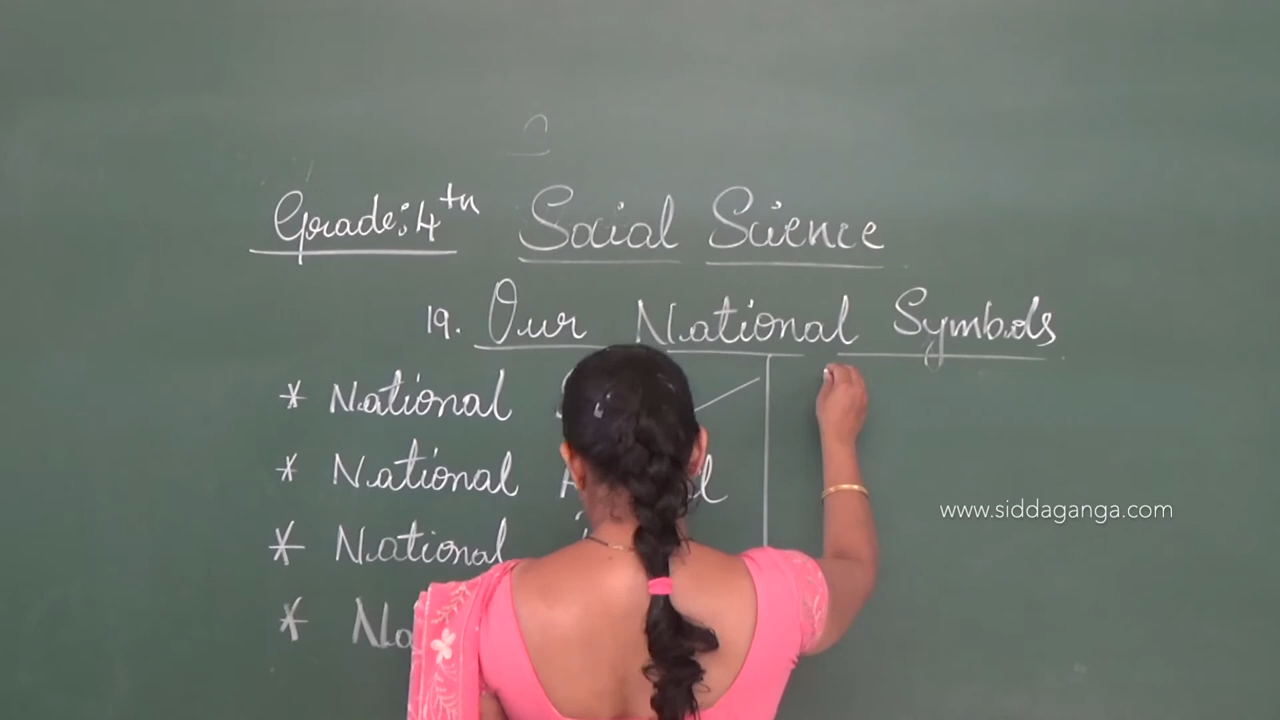 Grade: 4th Social Science
19. Our National Symbols
* National
* National
* National
*
www.siddaganga.com